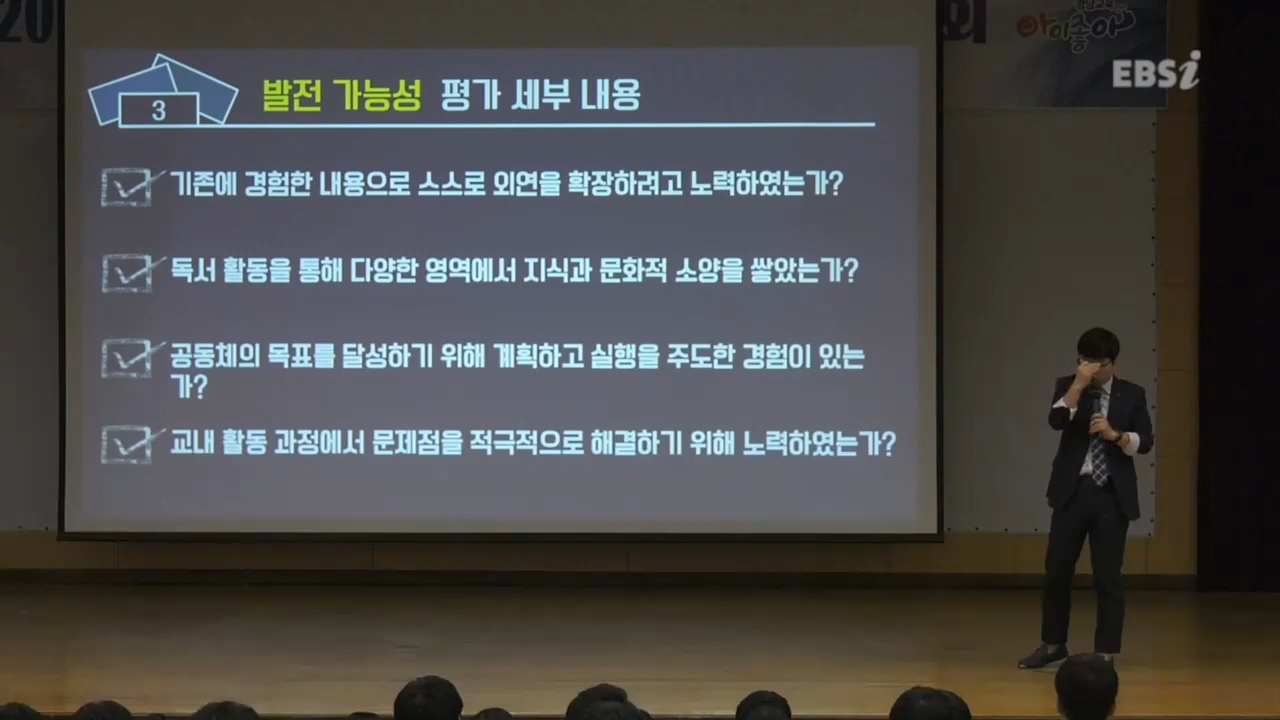 20
회
아이좋아
EBSi
3
발전 가능성 평가 세부 내용
기존에 경험한 내용으로 스스로 외연을 확장하려고 노력하였는가?
독서 활동을 통해 다양한 영역에서 지식과 문화적 소양을 쌓았는가?
공동체의 목표를 달성하기 위해 계획하고 실행을 주도한 경험이 있는
가?
교내 활동 과정에서 문제점을 적극적으로 해결하기 위해 노력하였는가?